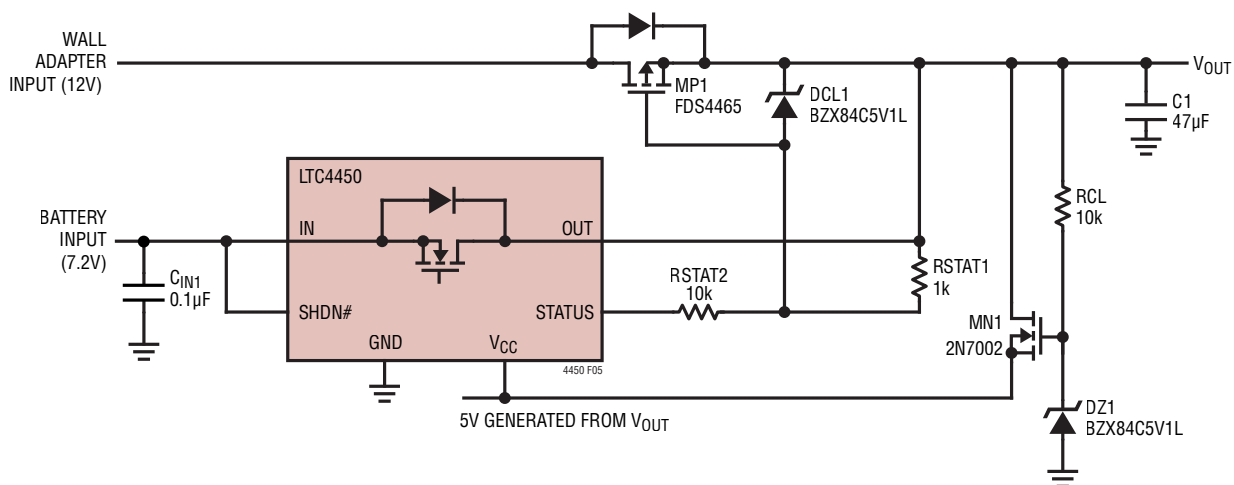 WALL
ADAPTER
INPUT (12V)
MP1
FDS4465
DCL1
BZX84C5V1L
VOUT
C1
47µF
LTC4450
BATTERY
INPUT
(7.2V)
IN
OUT
CIN1
0.1µF
SHDN#
STATUS
GND
VCC
RSTAT2
10k
RSTAT1
1k
RCL
10k
MN1
2N7002
4450 F05
5V GENERATED FROM VOUT
DZ1
BZX84C5V1L